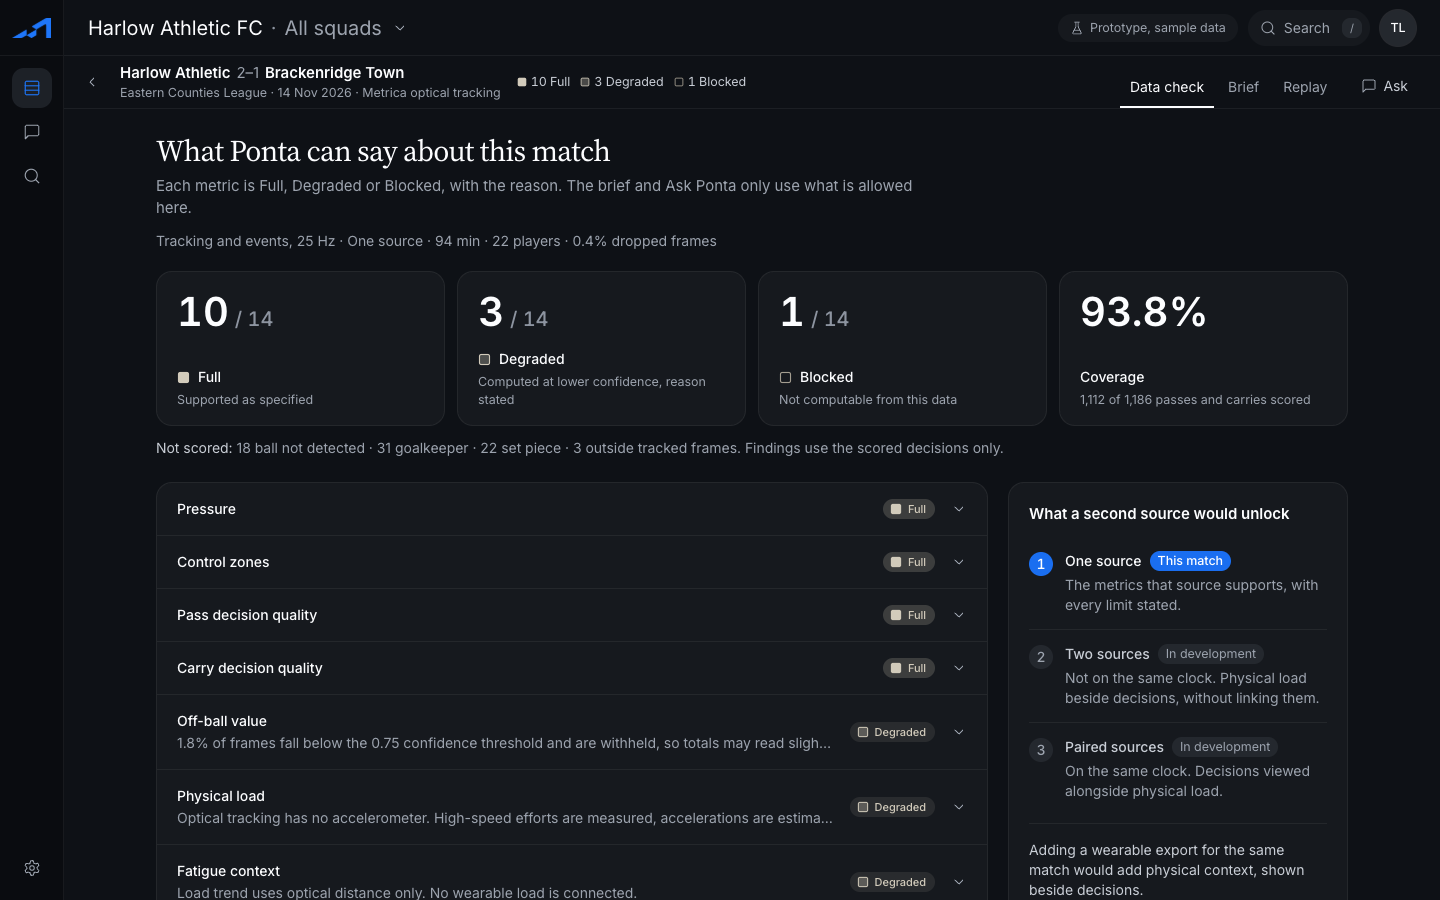 Harlow Athletic FC · All squads
Prototype, sample data
Search /
TL
Harlow Athletic 2–1 Brackenridge Town
Eastern Counties League · 14 Nov 2026 · Metrica optical tracking
10 Full 3 Degraded 1 Blocked
Data check
Brief
Replay
Ask
What Ponta can say about this match
Each metric is Full, Degraded or Blocked, with the reason. The brief and Ask Ponta only use what is allowed
here.
Tracking and events, 25 Hz · One source · 94 min · 22 players · 0.4% dropped frames
10 / 14
Full
Supported as specified
3 / 14
Degraded
Computed at lower confidence, reason
stated
1 / 14
Blocked
Not computable from this data
93.8%
Coverage
1,112 of 1,186 passes and carries scored
Not scored: 18 ball not detected · 31 goalkeeper · 22 set piece · 3 outside tracked frames. Findings use the scored decisions only.
Pressure
Full
Control zones
Full
Pass decision quality
Full
Carry decision quality
Full
Off-ball value
1.8% of frames fall below the 0.75 confidence threshold and are withheld, so totals may read sligh...
Degraded
Physical load
Optical tracking has no accelerometer. High-speed efforts are measured, accelerations are estima...
Degraded
Fatigue context
Load trend uses optical distance only. No wearable load is connected.
Degraded
What a second source would unlock
1 One source This match
The metrics that source supports, with
every limit stated.
2 Two sources In development
Not on the same clock. Physical load
beside decisions, without linking them.
3 Paired sources In development
On the same clock. Decisions viewed
alongside physical load.
Adding a wearable export for the same
match would add physical context, shown
beside decisions.